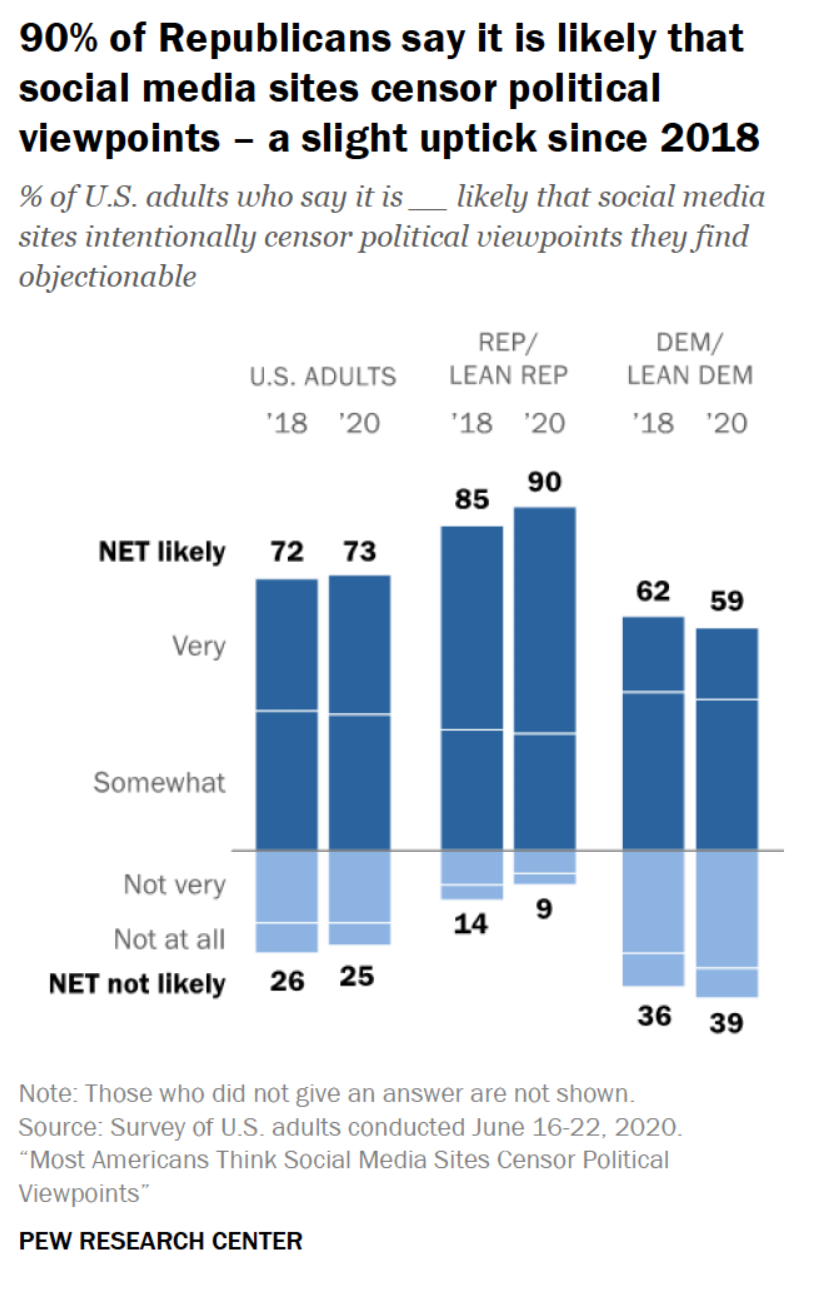 90% of Republicans say it is likely that
social media sites censor political
viewpoints – a slight uptick since 2018
% of U.S. adults who say it is __ likely that social media
sites intentionally censor political viewpoints they find
objectionable
REP/ DEM/
U.S. ADULTS LEAN REP LEAN DEM
’18 ’20 ’18 ’20 ’18 ’20
90
85
NET likely 72 73
62 59
Very
Somewhat
Not very
14 9
Not at all
NET not likely 26 25
36 39
Note: Those who did not give an answer are not shown.
Source: Survey of U.S. adults conducted June 16-22, 2020.
“Most Americans Think Social Media Sites Censor Political
Viewpoints”
PEW RESEARCH CENTER